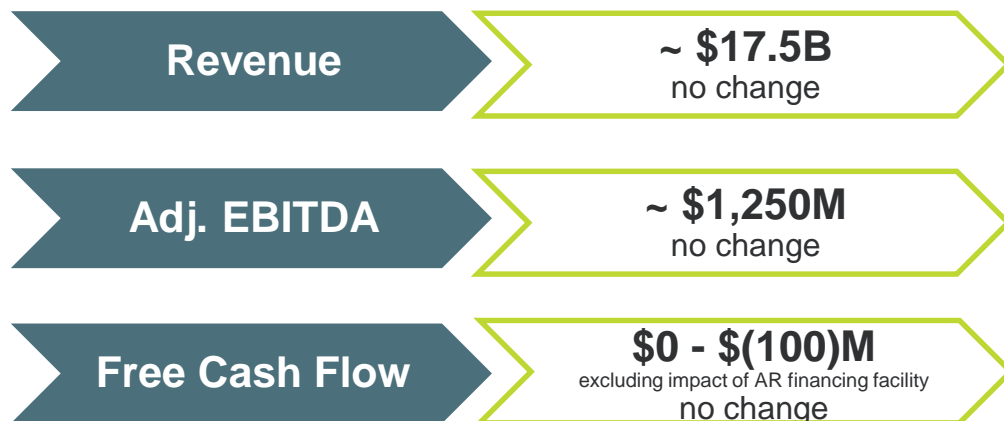 Revenue
~ $17.5B
no change
Adj. EBITDA
~ $1,250M
no change
Free Cash Flow
$0 - $(100)M
excluding impact of AR financing facility
no change